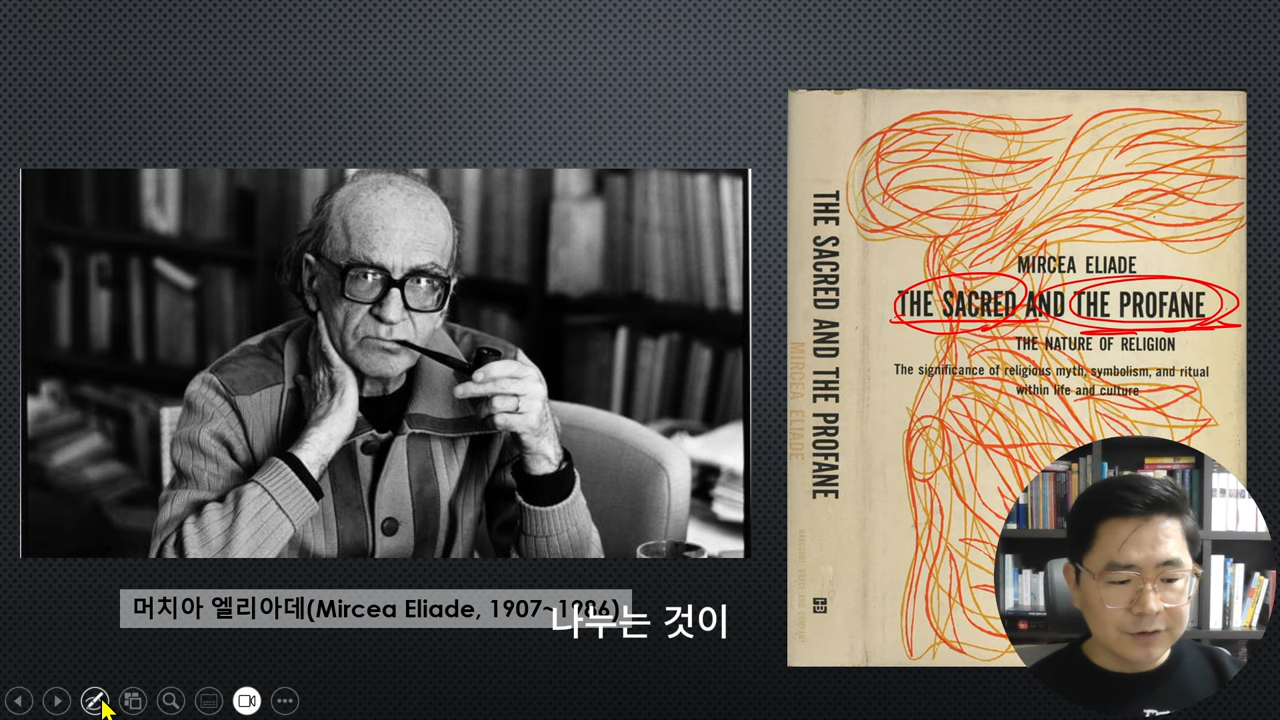 머치아 엘리아데(Mircea Eliade, 1907~1986)
나누는 것이
THE SACRED AND THE PROFANE
MIRCEA ELIADE
MIRCEA ELIADE
THE SACRED AND THE PROFANE
THE NATURE OF RELIGION
The significance of religious myth, symbolism, and ritual
within life and culture